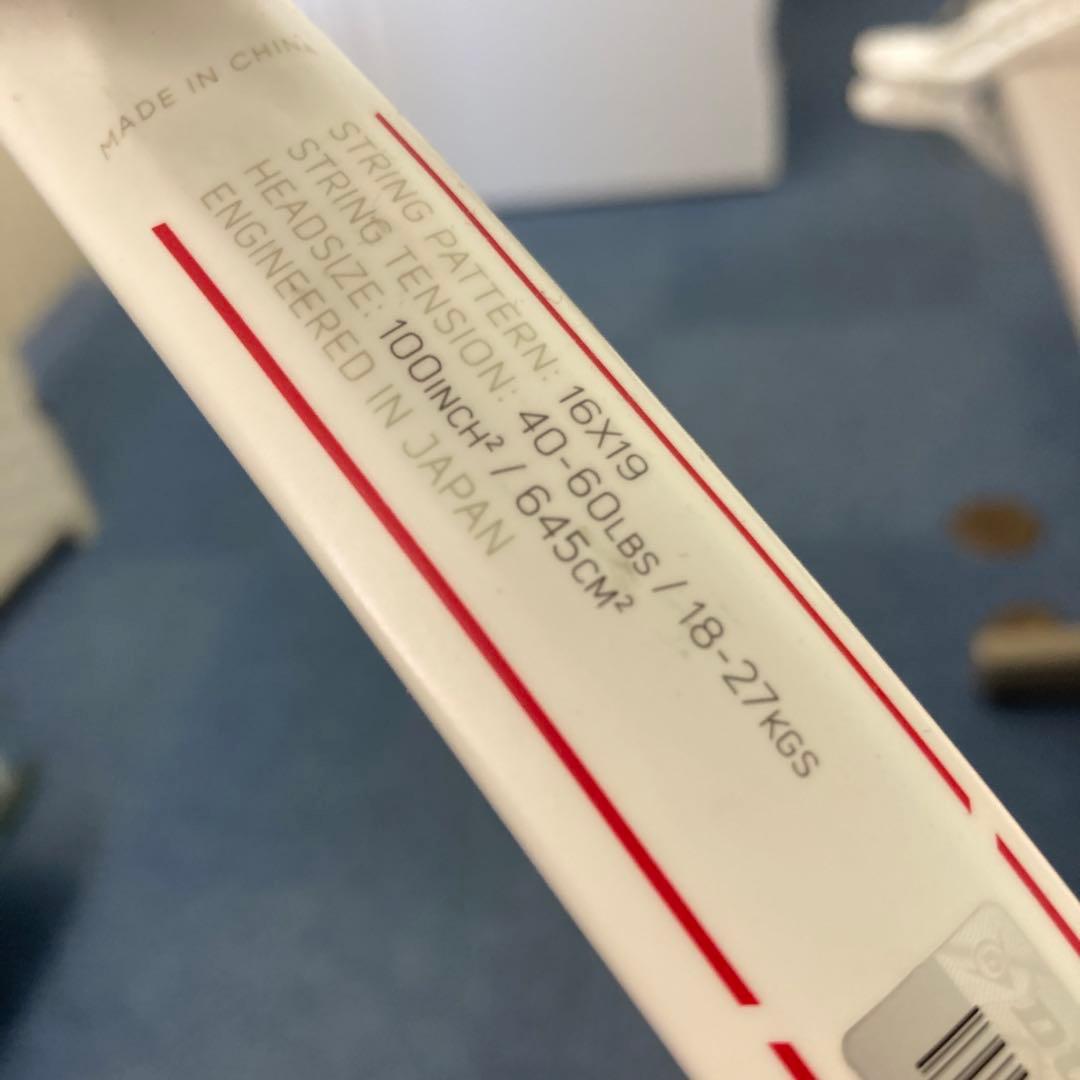 MADE IN CHINA
STRING PATTERN: 16X19
STRING TENSION: 40-60LBS / 18-27KGS
HEADSIZE: 100INCH² / 645CM²
ENGINEERED IN JAPAN